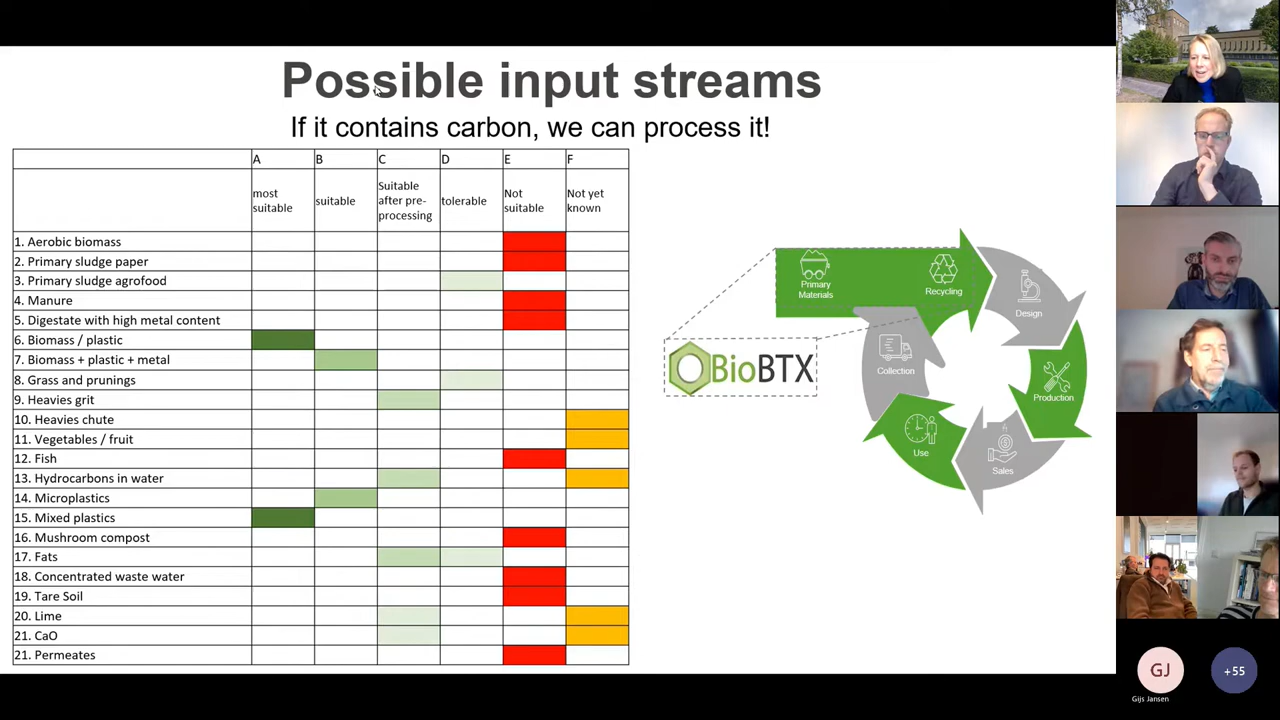 Possible input streams
If it contains carbon, we can process it!
A B C D E F
most suitable
suitable
Suitable after pre-processing
tolerable
Not suitable
Not yet known
1. Aerobic biomass
2. Primary sludge paper
3. Primary sludge agrofood
4. Manure
5. Digestate with high metal content
6. Biomass / plastic
7. Biomass + plastic + metal
8. Grass and prunings
9. Heavies grit
10. Heavies chute
11. Vegetables / fruit
12. Fish
13. Hydrocarbons in water
14. Microplastics
15. Mixed plastics
16. Mushroom compost
17. Fats
18. Concentrated waste water
19. Tare Soil
20. Lime
21. CaO
21. Permeates
Primary
Materials
Recycling
Design
Production
Sales
Use
Collection
BioBTX
GJ
+55
Gijs Jansen